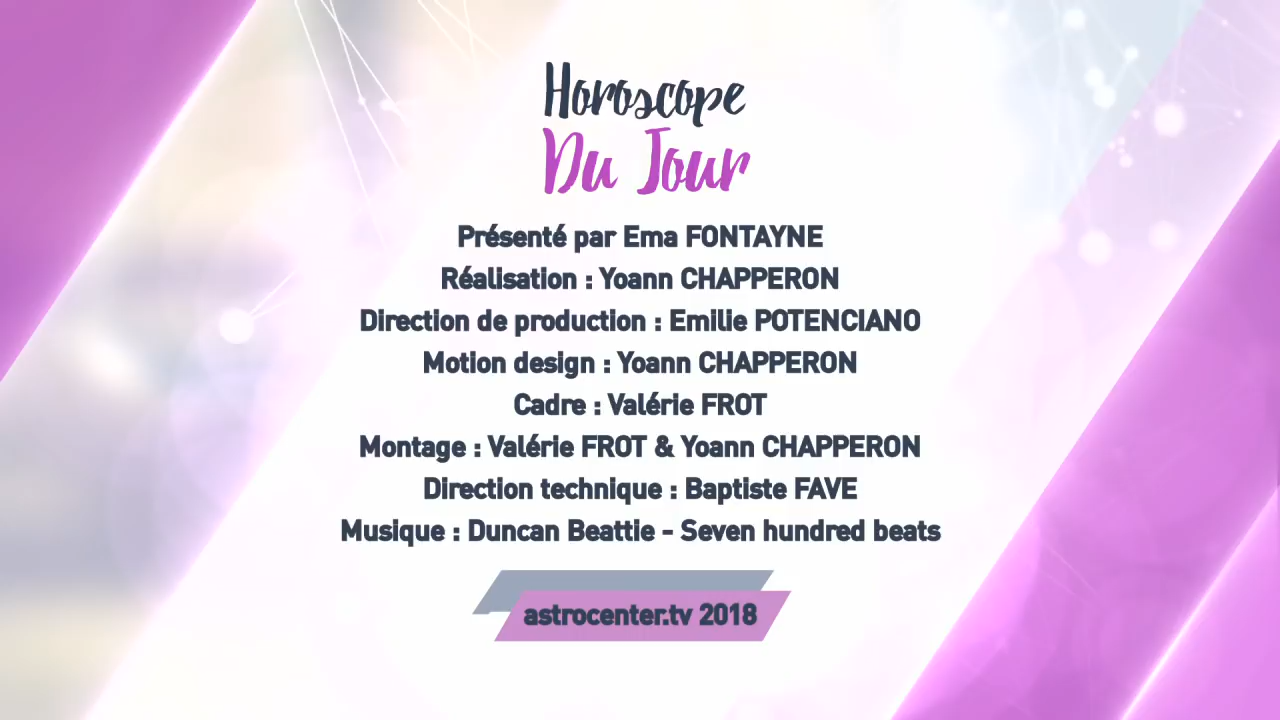 Horoscope
Du Jour
Présenté par Ema FONTAYNE
Réalisation : Yoann CHAPPERON
Direction de production : Emilie POTENCIANO
Motion design : Yoann CHAPPERON
Cadre : Valérie FROT
Montage : Valérie FROT & Yoann CHAPPERON
Direction technique : Baptiste FAVE
Musique : Duncan Beattie - Seven hundred beats
astrocenter.tv 2018